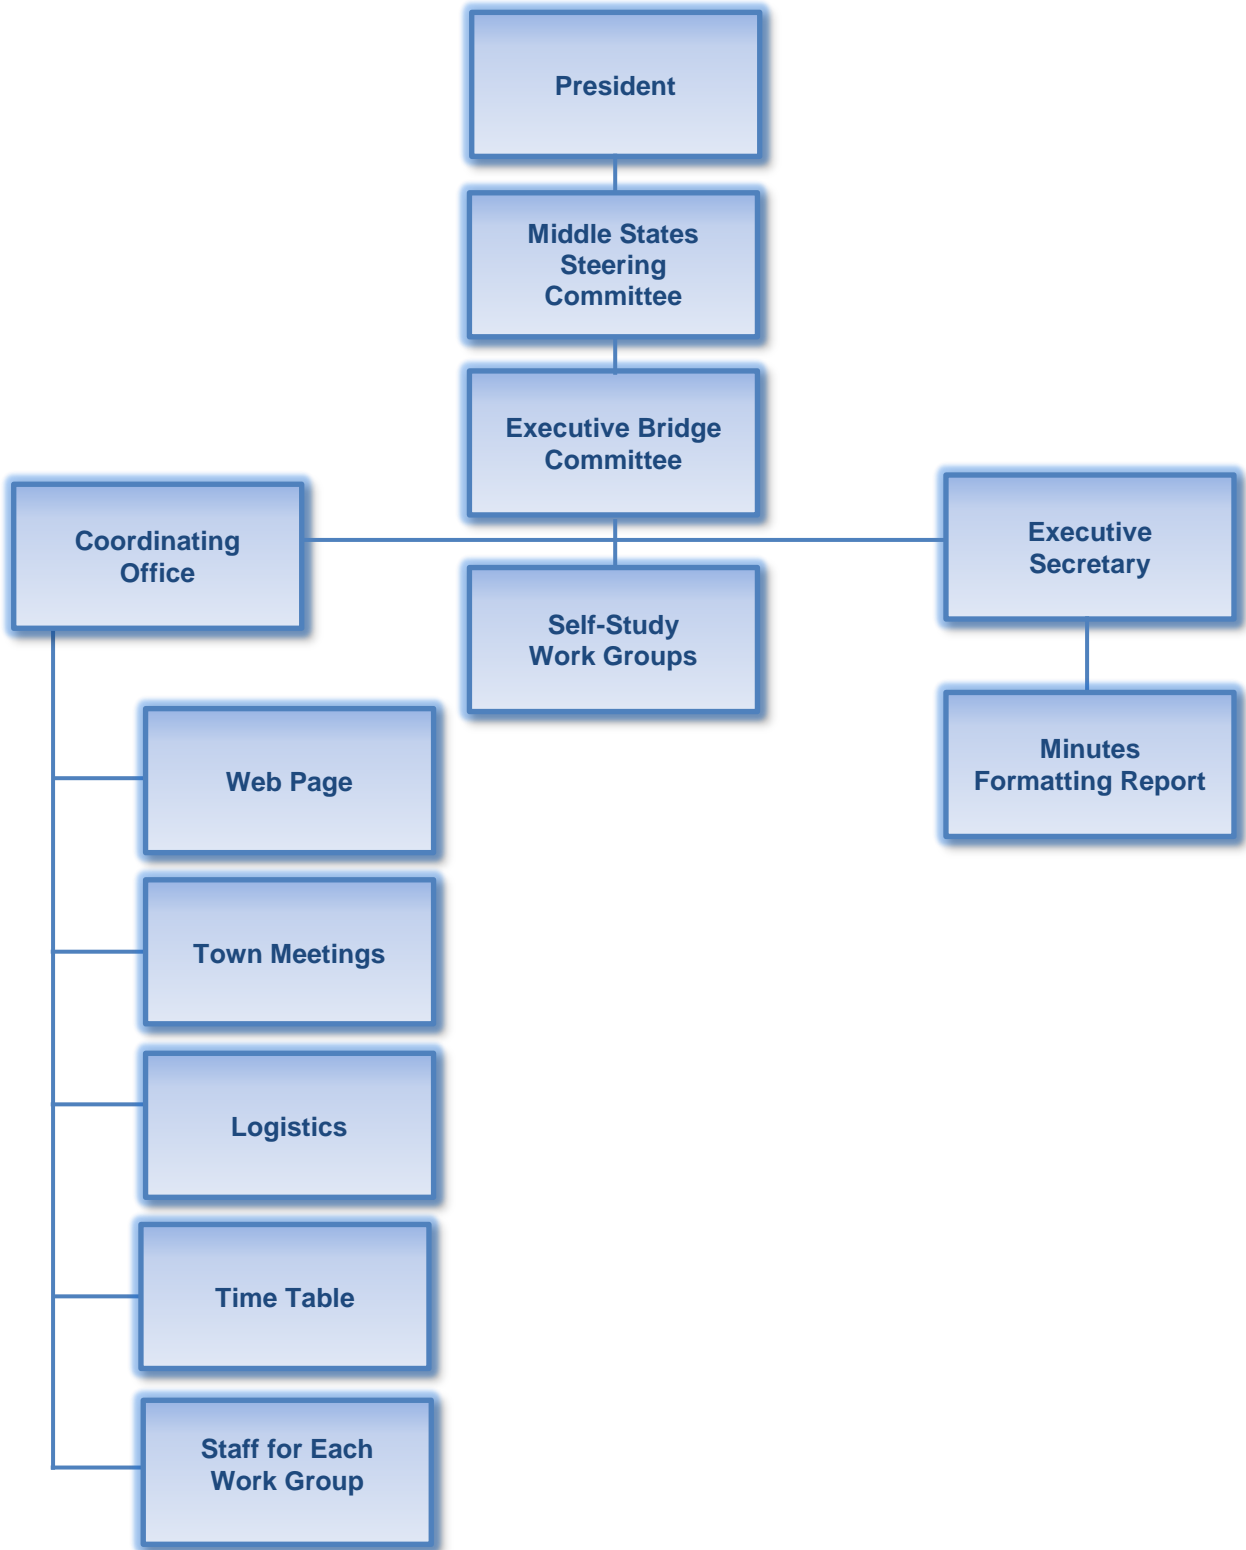 President
Middle States
Steering
Committee
Executive Bridge
Committee
Coordinating
Office
Executive
Secretary
Self-Study
Work Groups
Minutes
Formatting Report
Web Page
Town Meetings
Logistics
Time Table
Staff for Each
Work Group